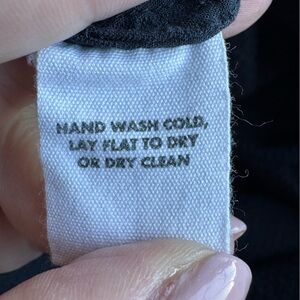 HAND WASH COLD,
LAY FLAT TO DRY
OR DRY CLEAN